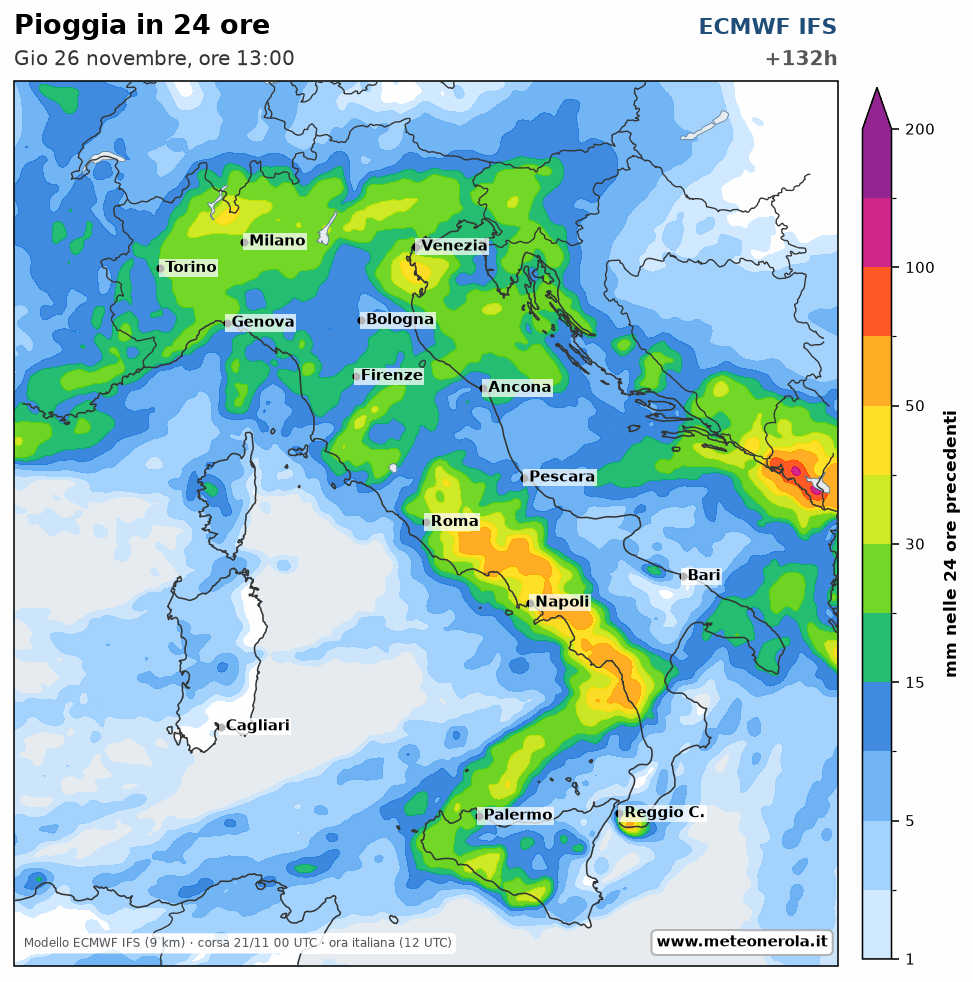 Pioggia in 24 ore
ECMWF IFS
Gio 26 novembre, ore 13:00
+132h
Milano
Venezia
Torino
Genova
Bologna
Firenze
Ancona
Pescara
Roma
Bari
Napoli
Cagliari
Palermo
Reggio C.
200
100
50
30
15
5
1
mm nelle 24 ore precedenti
Modello ECMWF IFS (9 km) · corsa 21/11 00 UTC · ora italiana (12 UTC)
www.meteonerola.it